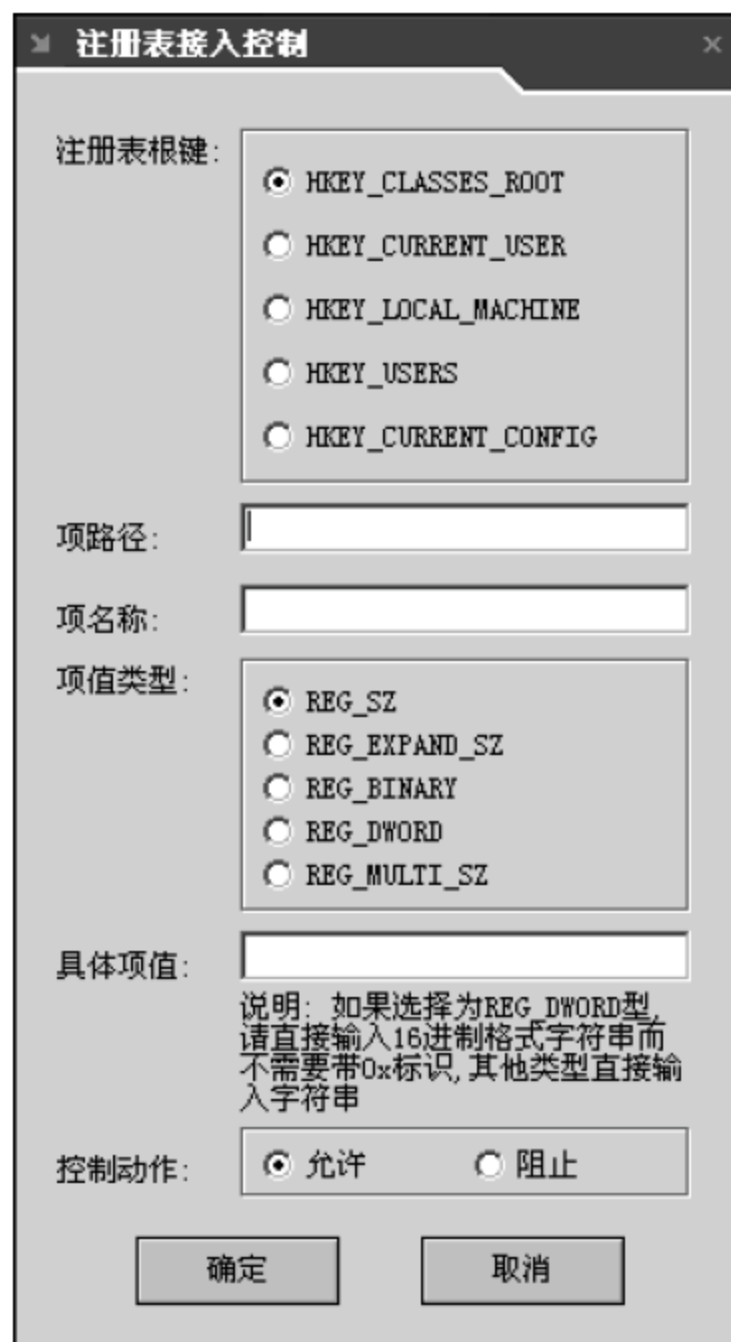 注册表接入控制
注册表根键:
HKEY_CLASSES_ROOT
HKEY_CURRENT_USER
HKEY_LOCAL_MACHINE
HKEY_USERS
HKEY_CURRENT_CONFIG
项路径:
项名称:
项值类型:
REG_SZ
REG_EXPAND_SZ
REG_BINARY
REG_DWORD
REG_MULTI_SZ
具体项值:
说明: 如果选择为REG_DWORD型,
请直接输入16进制格式字符串而
不需要带0x标识,其他类型直接输
入字符串
控制动作:
允许 阻止
确定 取消